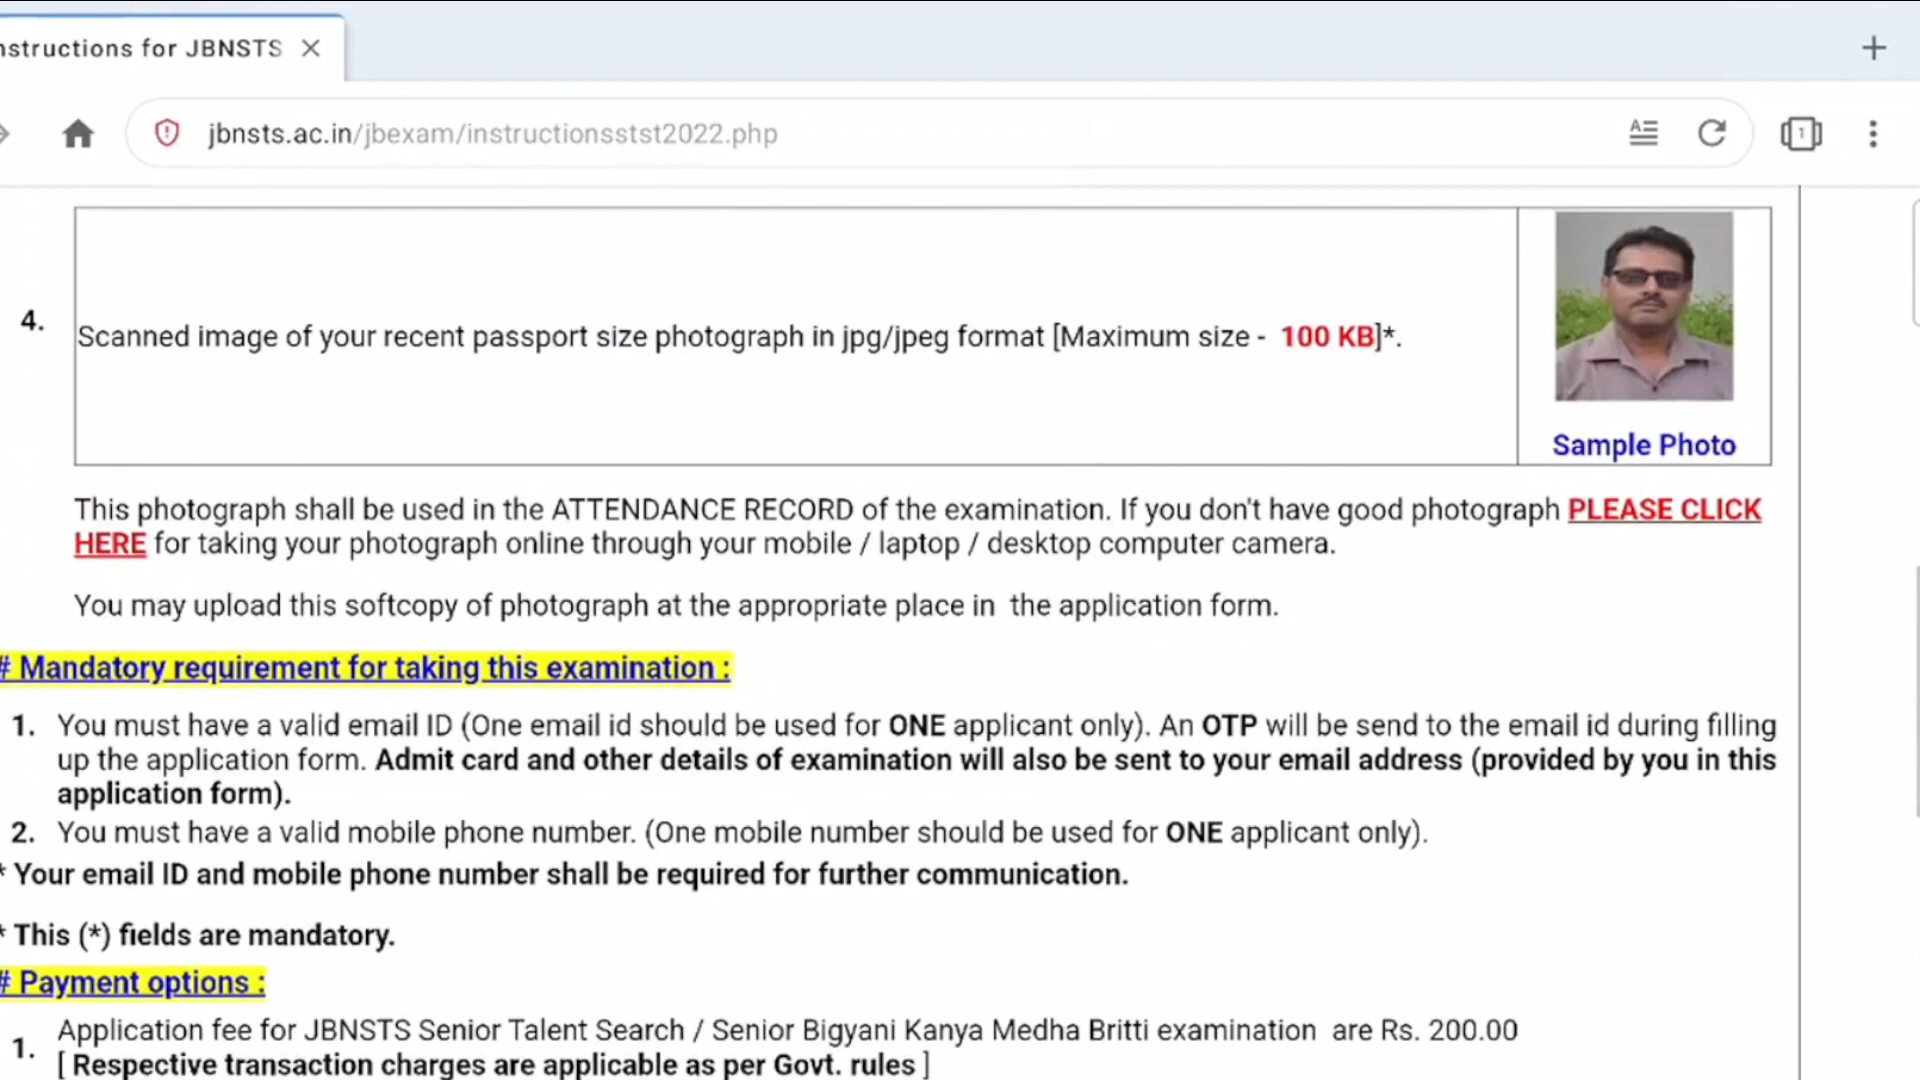 nstructions for JBNSTS
jbnsts.ac.in/jbexam/instructionsstst2022.php
1
4.
Scanned image of your recent passport size photograph in jpg/jpeg format [Maximum size - 100 KB]*.
Sample Photo
This photograph shall be used in the ATTENDANCE RECORD of the examination. If you don't have good photograph PLEASE CLICK
HERE for taking your photograph online through your mobile / laptop / desktop computer camera.
You may upload this softcopy of photograph at the appropriate place in the application form.
# Mandatory requirement for taking this examination :
1. You must have a valid email ID (One email id should be used for ONE applicant only). An OTP will be send to the email id during filling
up the application form. Admit card and other details of examination will also be sent to your email address (provided by you in this
application form).
2. You must have a valid mobile phone number. (One mobile number should be used for ONE applicant only).
* Your email ID and mobile phone number shall be required for further communication.
* This (*) fields are mandatory.
# Payment options :
1. Application fee for JBNSTS Senior Talent Search / Senior Bigyani Kanya Medha Britti examination are Rs. 200.00
[ Respective transaction charges are applicable as per Govt. rules ]